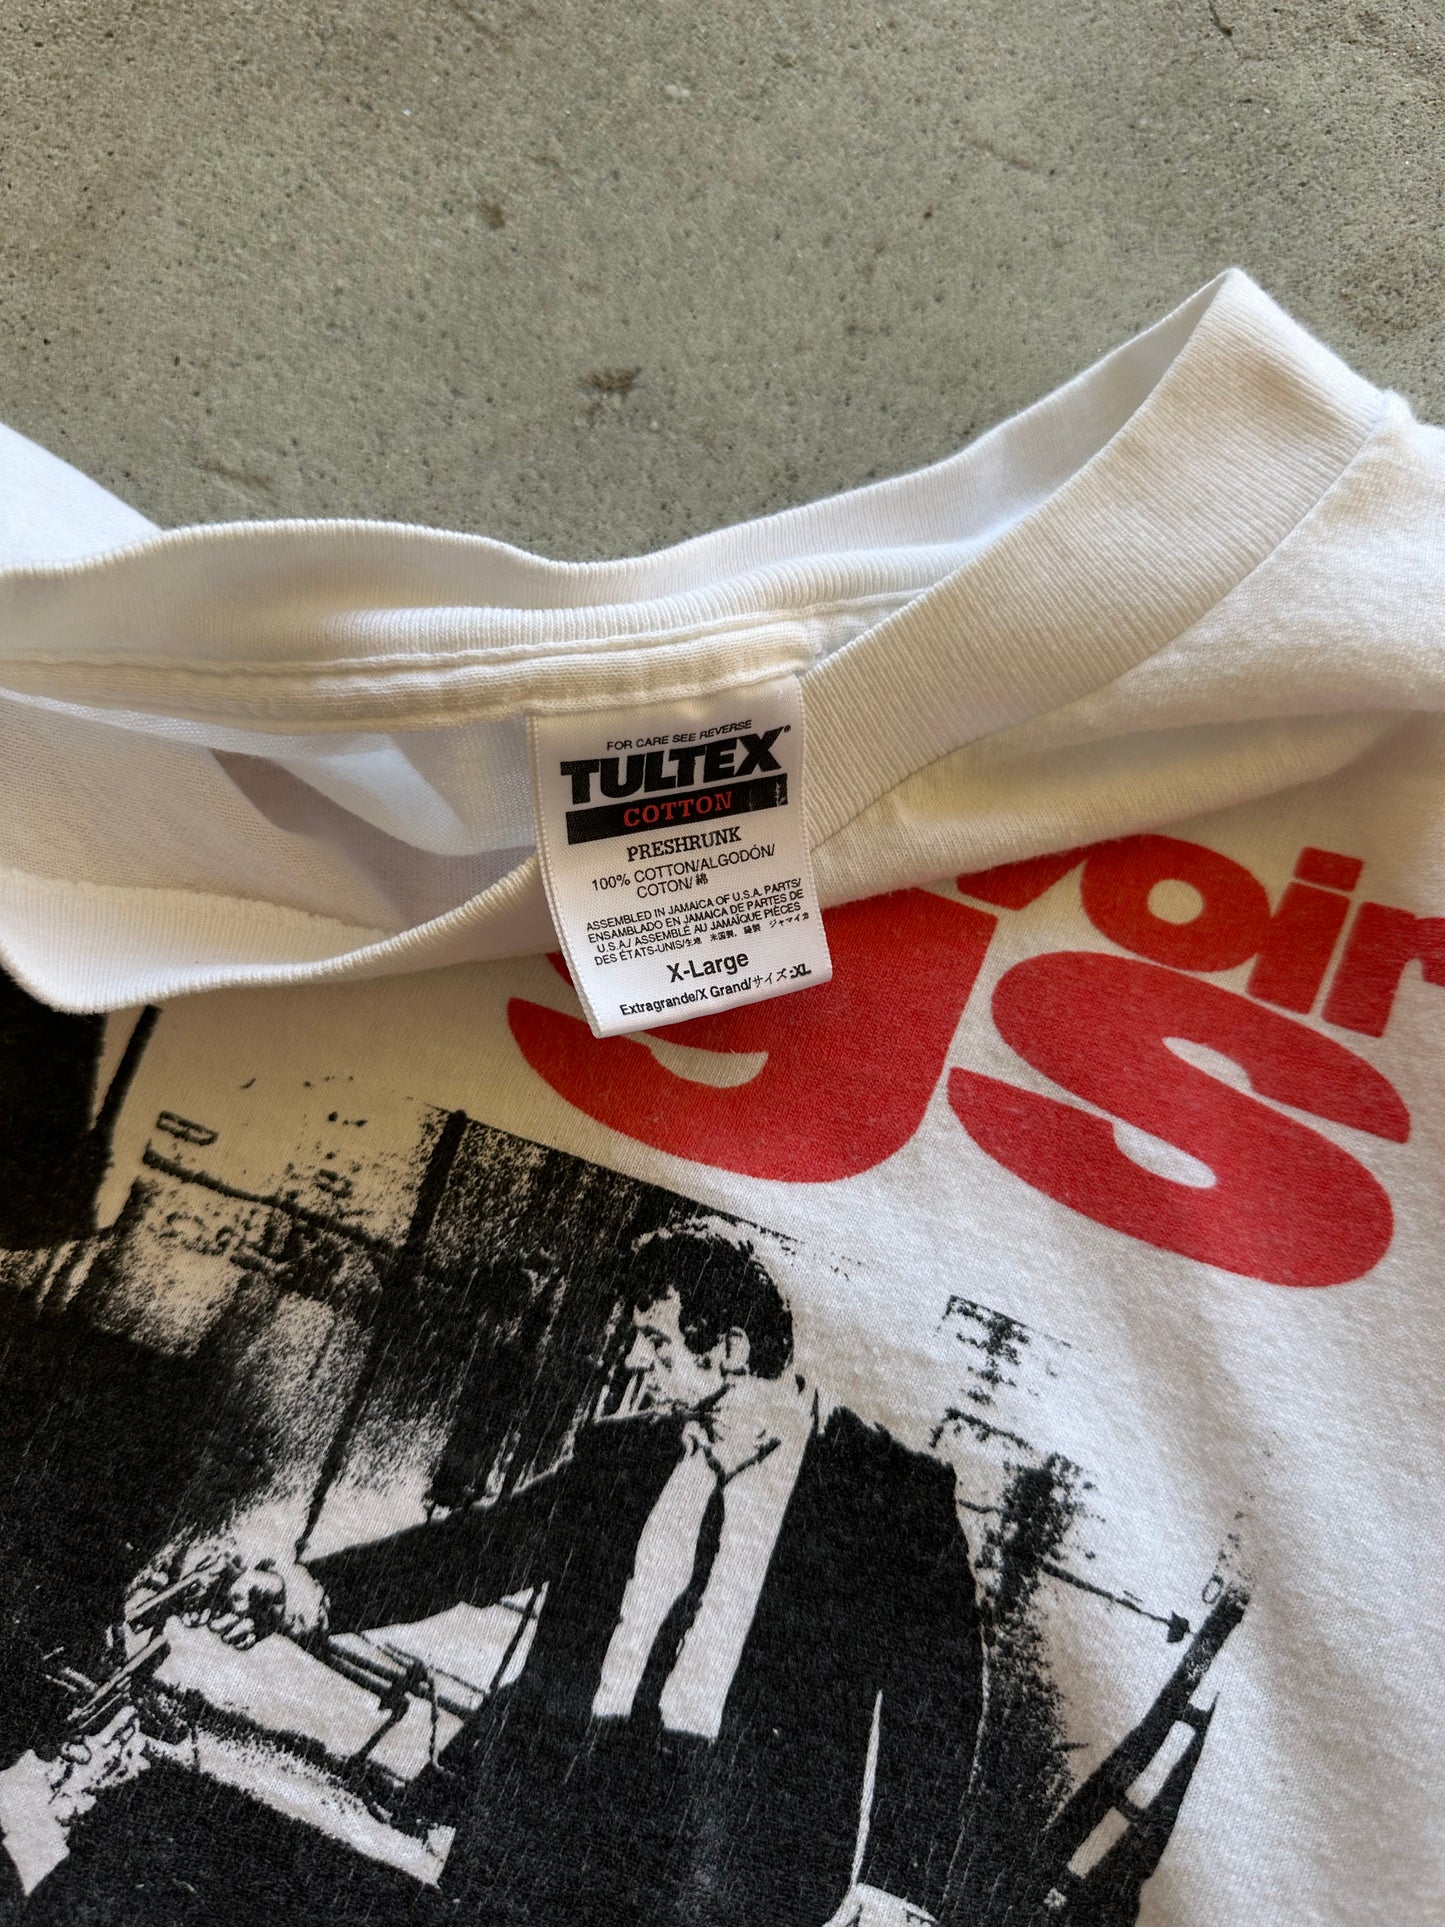 FOR CARE SEE REVERSE
TULTEX®
COTTON
PRESHRUNK
100% COTTON/ALGODÓN/
COTON/綿
ASSEMBLED IN JAMAICA OF U.S.A. PARTS/
ENSAMBLADO EN JAMAICA DE PARTES DE
U.S.A./ ASSEMBLÉ AU JAMAÏQUE PIÈCES
DES ÉTATS-UNIS/生地 米国製, 縫製 ジャマイカ
X-Large
Extragrande/X Grand/サイズ:XL